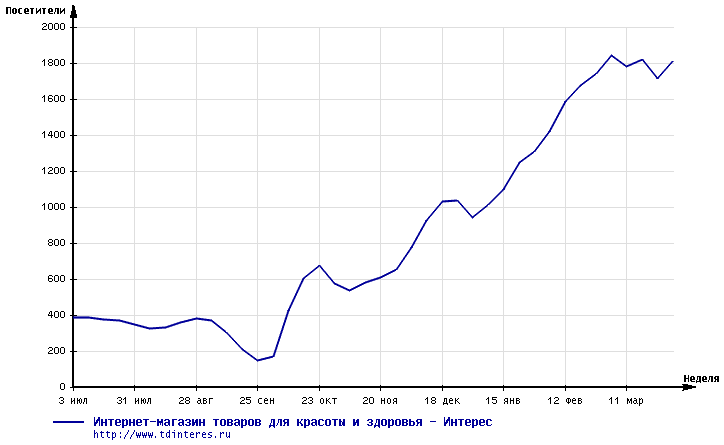 Посетители
2000
1800
1600
1400
1200
1000
800
600
400
200
0
Неделя
3 июл 31 июл 28 авг 25 сен 23 окт 20 ноя 18 дек 15 янв 12 фев 11 мар
Интернет-магазин товаров для красоты и здоровья - Интерес
http://www.tdinteres.ru